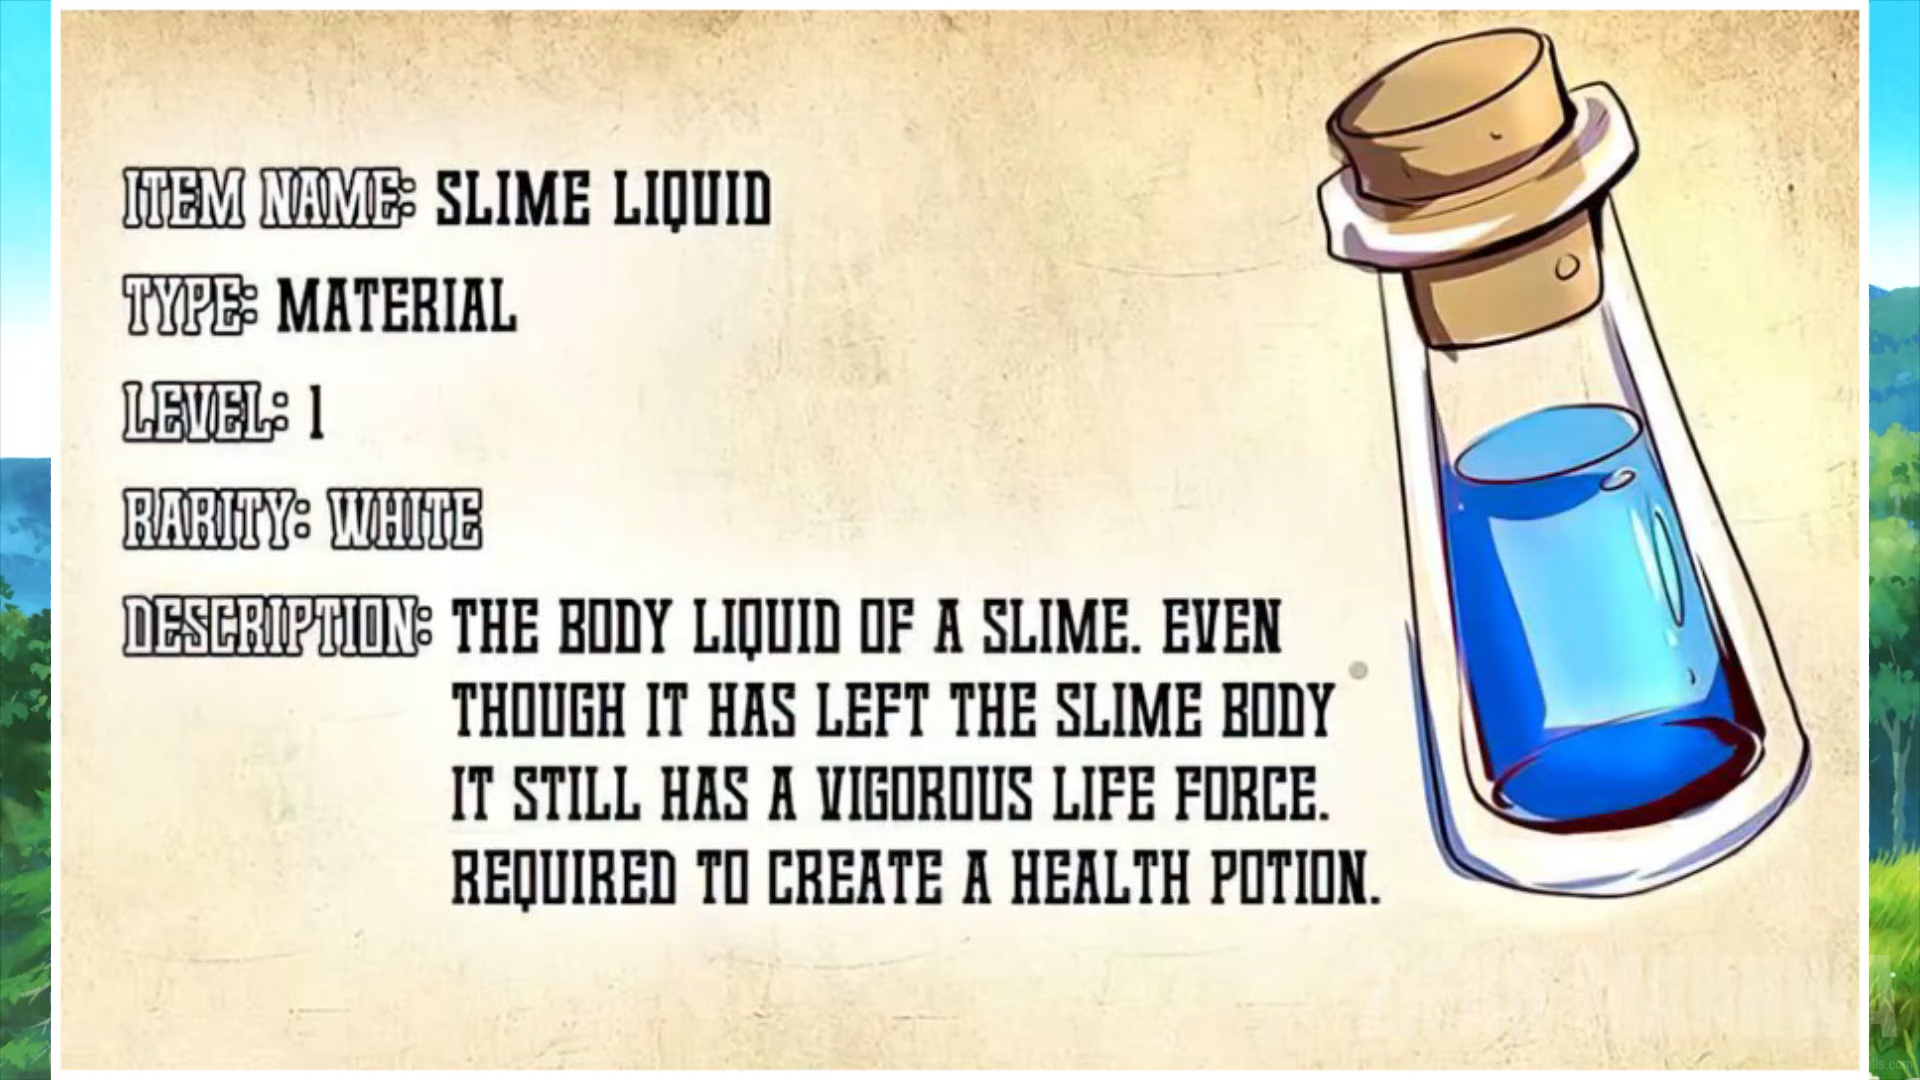 ITEM NAME: SLIME LIQUID
TYPE: MATERIAL
LEVEL: 1
RARITY: WHITE
DESCRIPTION: THE BODY LIQUID OF A SLIME. EVEN
THOUGH IT HAS LEFT THE SLIME BODY
IT STILL HAS A VIGOROUS LIFE FORCE.
REQUIRED TO CREATE A HEALTH POTION.